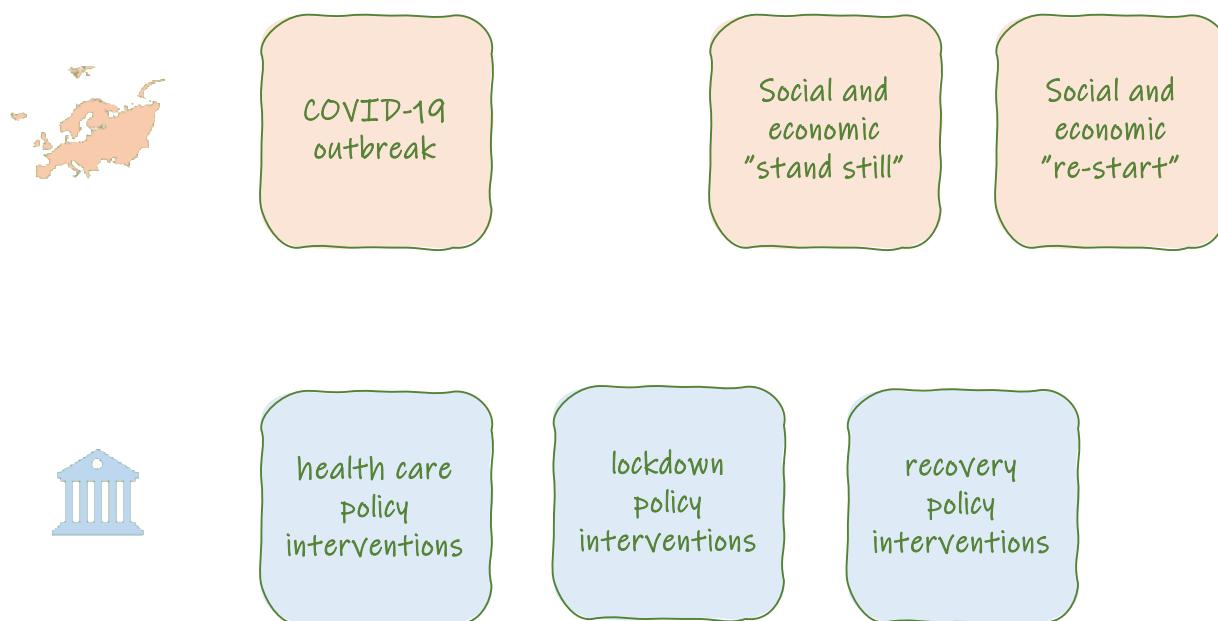 COVID-19
outbreak
Social and
economic
"stand still"
Social and
economic
"re-start"
health care
policy
interventions
lockdown
policy
interventions
recovery
policy
interventions